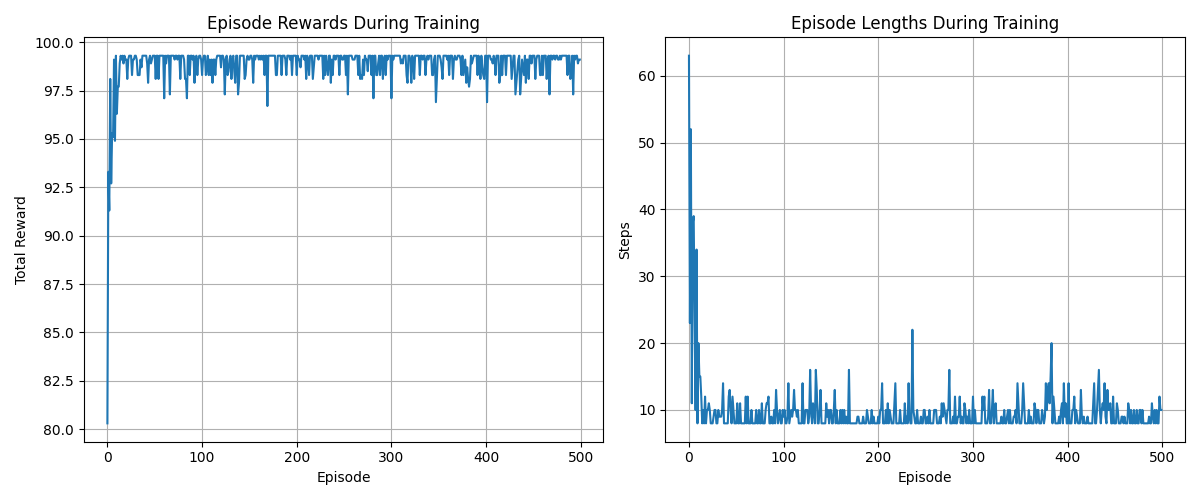 Episode Rewards During Training
100.0
97.5
95.0
92.5
90.0
87.5
85.0
82.5
80.0
Total Reward
0 100 200 300 400 500
Episode
Episode Lengths During Training
60
50
40
30
20
10
Steps
0 100 200 300 400 500
Episode